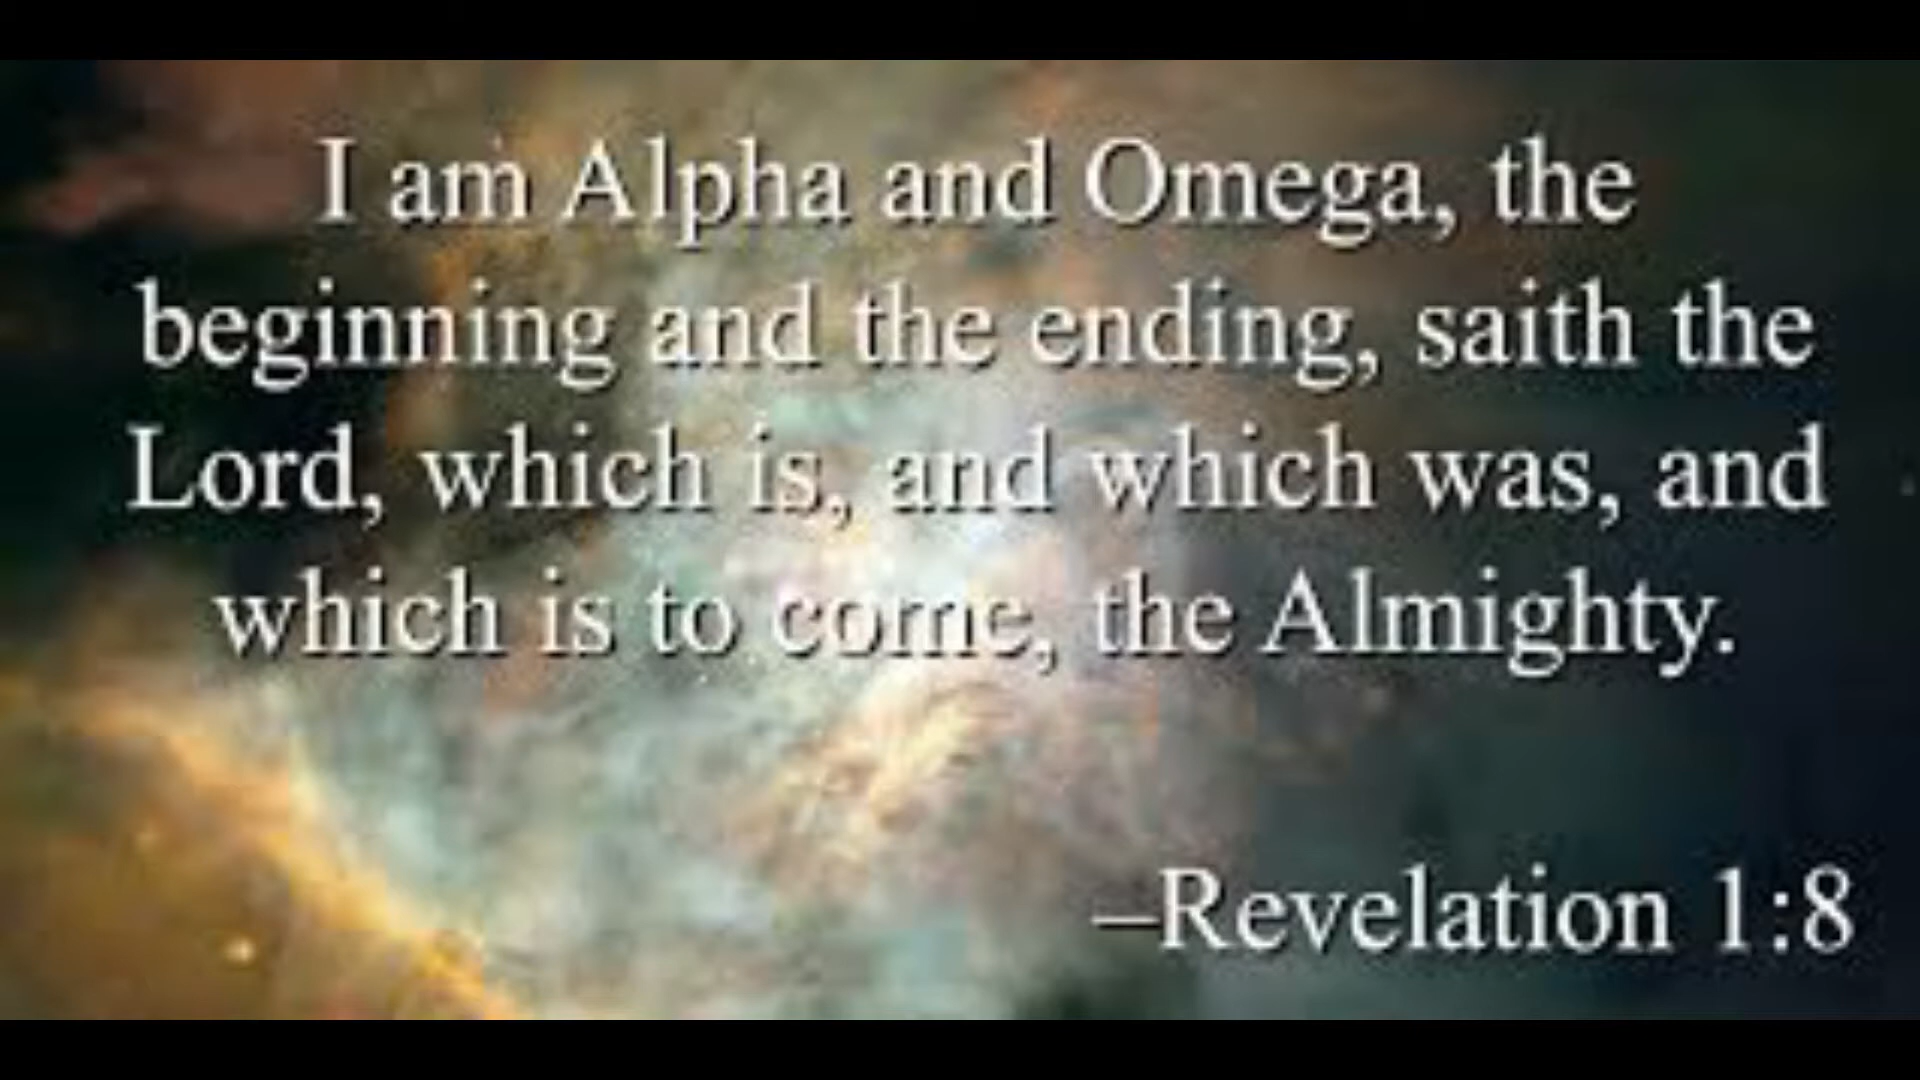 I am Alpha and Omega, the
beginning and the ending, saith the
Lord, which is, and which was, and
which is to come, the Almighty.
–Revelation 1:8